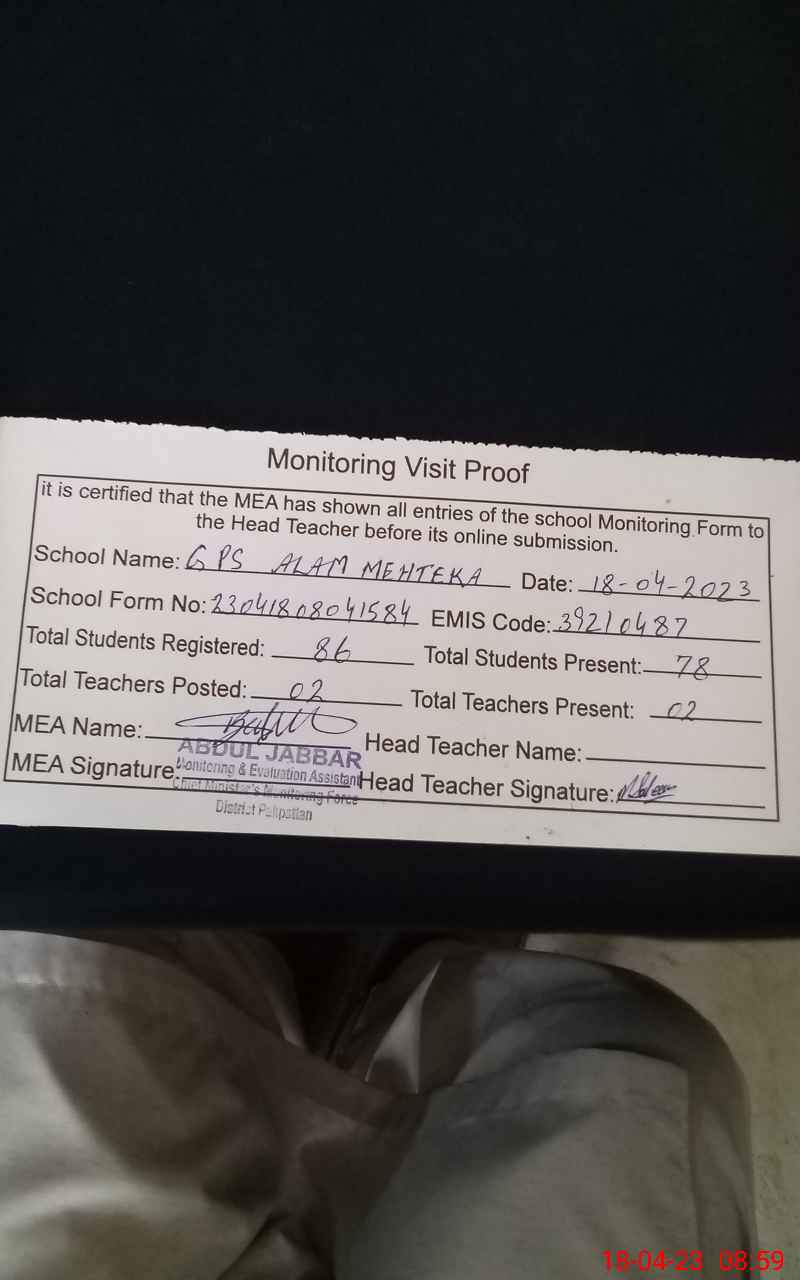 Monitoring Visit Proof
it is certified that the MEA has shown all entries of the school Monitoring Form to
the Head Teacher before its online submission.
School Name: GPS ALAM MEHTEKA Date: 18-04-2023
School Form No: 23041808041584 EMIS Code: 39210487
Total Students Registered: 86 Total Students Present: 78
Total Teachers Posted: 02 Total Teachers Present: 02
MEA Name: Head Teacher Name:
ABDUL JABBAR
MEA Signature: Monitoring & Evaluation Assistant Head Teacher Signature:
Chief Minister's Monitoring Force
District Pakpattan
18-04-23 08:59